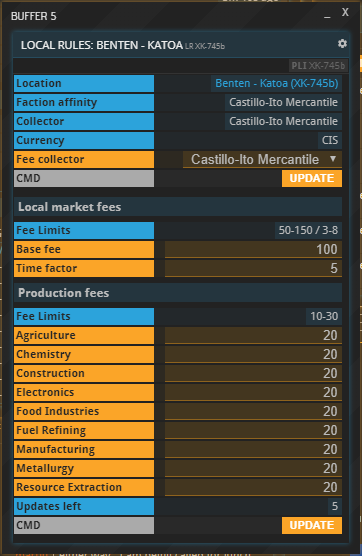 BUFFER 5 _ X
LOCAL RULES: BENTEN - KATOA LR XK-745b
PLI XK-745b
Location Benten - Katoa (XK-745b)
Faction affinity Castillo-Ito Mercantile
Collector Castillo-Ito Mercantile
Currency CIS
Fee collector Castillo-Ito Mercantile
CMD UPDATE
Local market fees
Fee Limits 50-150 / 3-8
Base fee 100
Time factor 5
Production fees
Fee Limits 10-30
Agriculture 20
Chemistry 20
Construction 20
Electronics 20
Food Industries 20
Fuel Refining 20
Manufacturing 20
Metallurgy 20
Resource Extraction 20
Updates left 5
CMD UPDATE